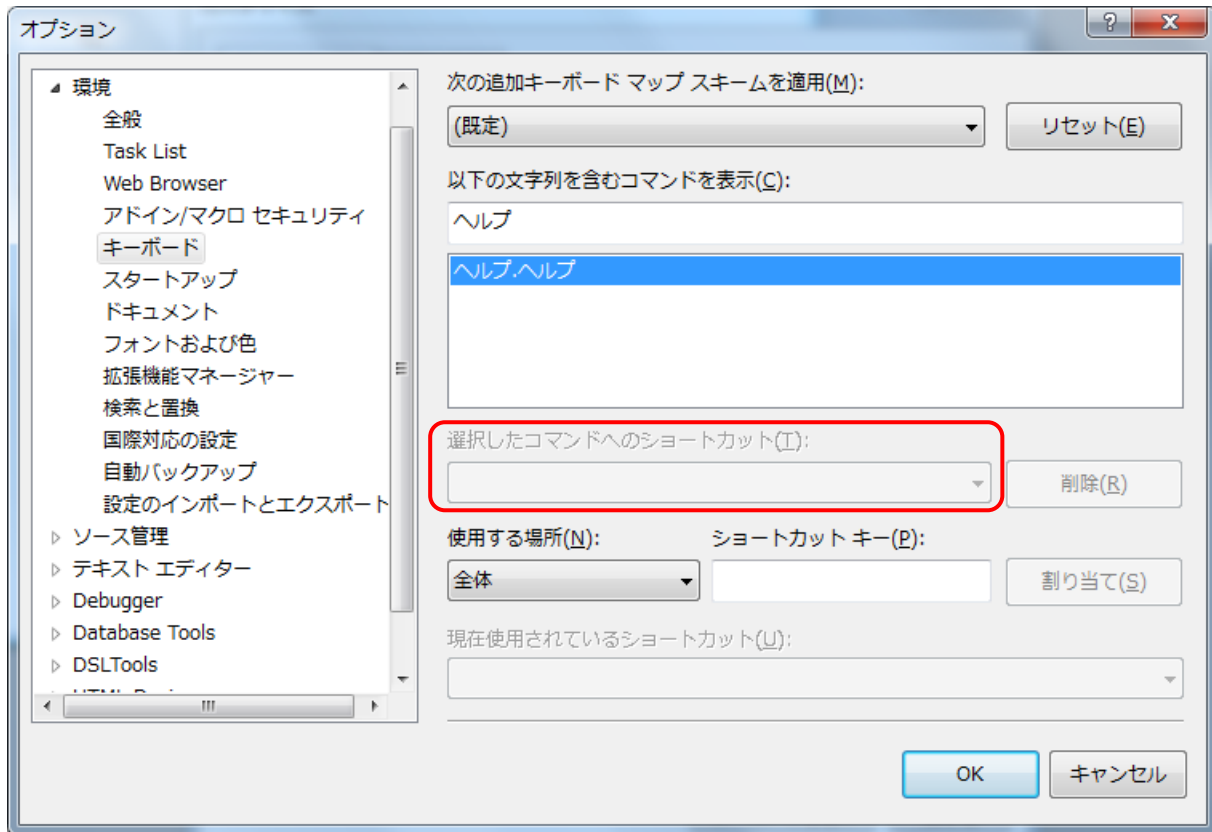 オプション
環境
全般
Task List
Web Browser
アドイン/マクロ セキュリティ
キーボード
スタートアップ
ドキュメント
フォントおよび色
拡張機能マネージャー
検索と置換
国際対応の設定
自動バックアップ
設定のインポートとエクスポート
ソース管理
テキスト エディター
Debugger
Database Tools
DSLTools
次の追加キーボード マップ スキームを適用(M):
(既定)
リセット(E)
以下の文字列を含むコマンドを表示(C):
ヘルプ
ヘルプ.ヘルプ
選択したコマンドへのショートカット(T):
削除(R)
使用する場所(N):
ショートカット キー(P):
全体
割り当て(S)
現在使用されているショートカット(U):
OK
キャンセル